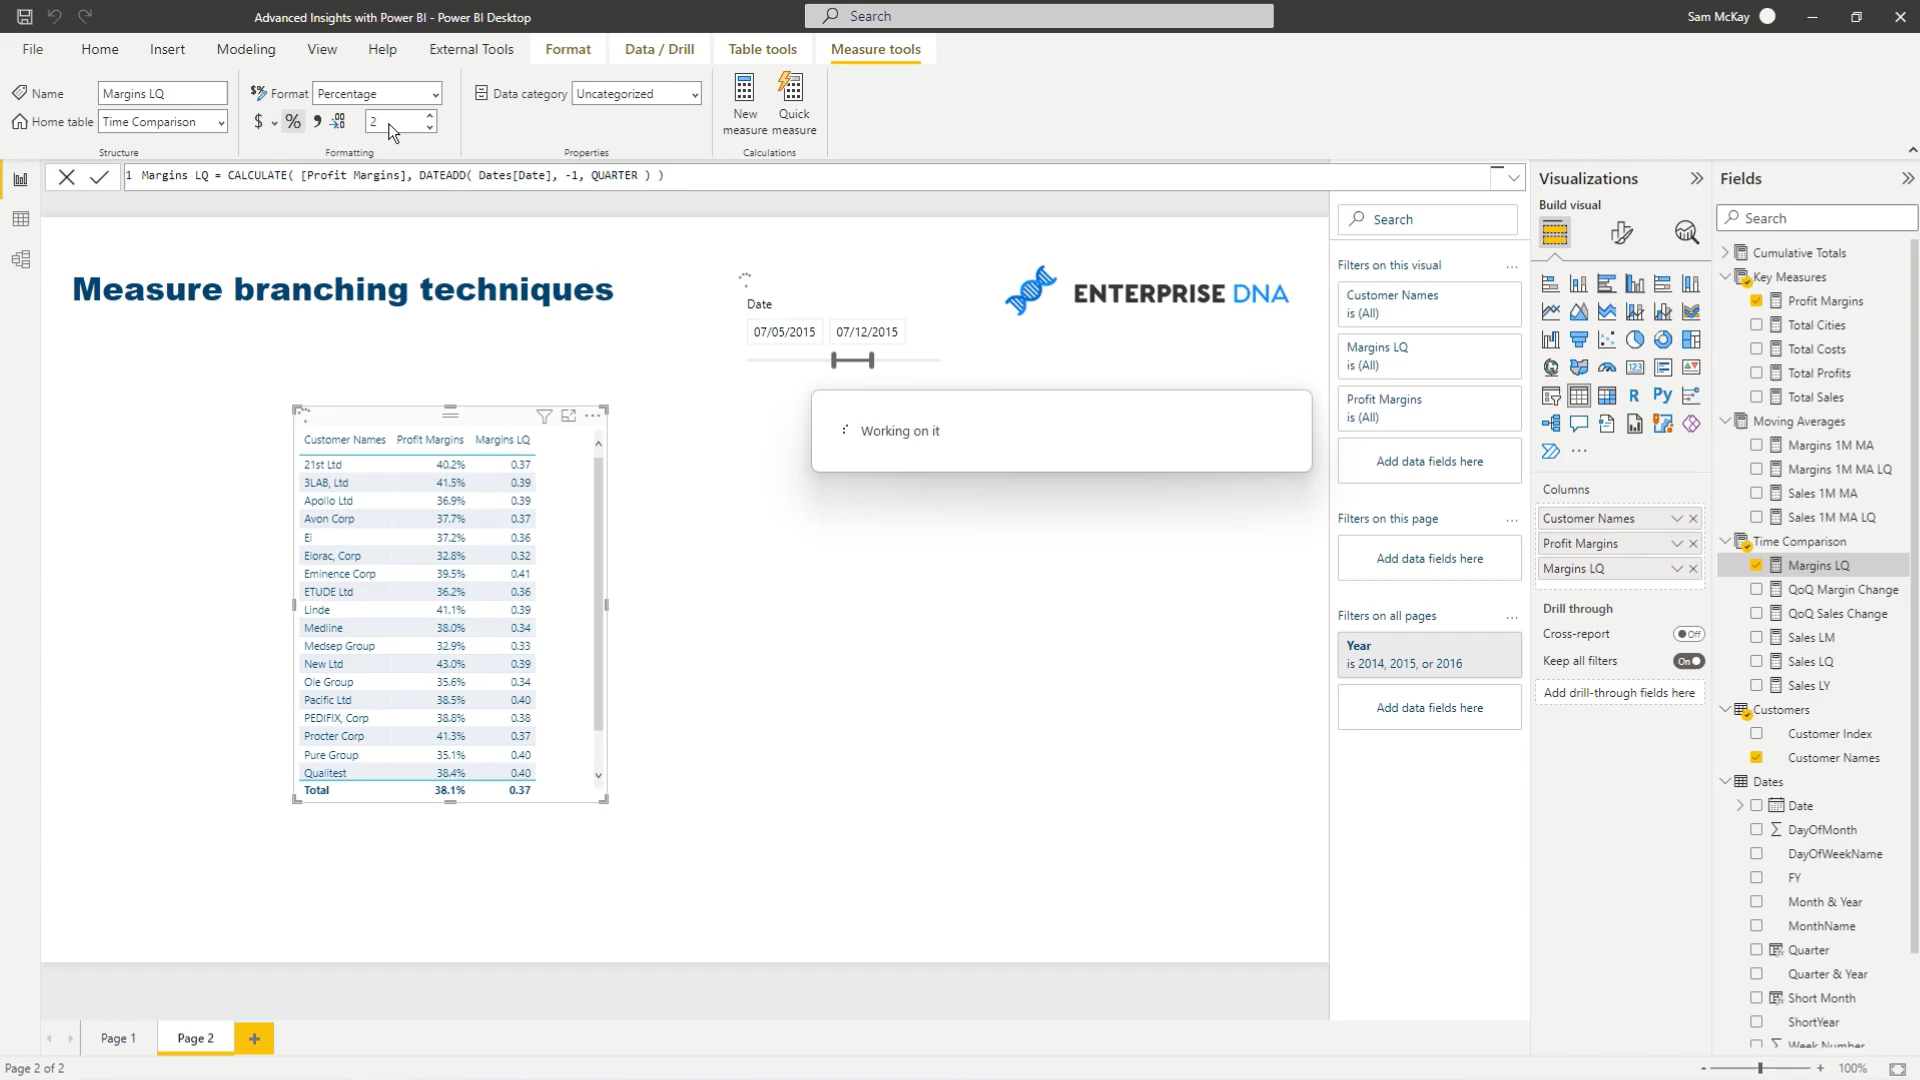 Advanced Insights with Power BI - Power BI Desktop
Search
Sam McKay
File
Home
Insert
Modeling
View
Help
External Tools
Format
Data / Drill
Table tools
Measure tools
Name
Margins LQ
Home table
Time Comparison
Structure
Format
Percentage
$
%
,
2
Formatting
Data category
Uncategorized
Properties
New measure
Quick measure
Calculations
1 Margins LQ = CALCULATE( [Profit Margins], DATEADD( Dates[Date], -1, QUARTER ) )
Measure branching techniques
Date
07/05/2015
07/12/2015
ENTERPRISE DNA
Working on it
Customer Names Profit Margins Margins LQ
21st Ltd 40.2% 0.37
3LAB, Ltd 41.5% 0.39
Apollo Ltd 36.9% 0.39
Avon Corp 37.7% 0.37
Ei 37.2% 0.36
Elorac, Corp 32.8% 0.32
Eminence Corp 39.5% 0.41
ETUDE Ltd 36.2% 0.36
Linde 41.1% 0.39
Medline 38.0% 0.34
Medsep Group 32.9% 0.33
New Ltd 43.0% 0.39
Ole Group 35.6% 0.34
Pacific Ltd 38.5% 0.40
PEDIFIX, Corp 38.8% 0.38
Procter Corp 41.3% 0.37
Pure Group 35.1% 0.40
Qualitest 38.4% 0.40
Total 38.1% 0.37
Search
Filters on this visual
Customer Names
is (All)
Margins LQ
is (All)
Profit Margins
is (All)
Add data fields here
Filters on this page
Add data fields here
Filters on all pages
Year
is 2014, 2015, or 2016
Add data fields here
Visualizations
Build visual
123
R
Py
Columns
Customer Names
Profit Margins
Margins LQ
Drill through
Cross-report
Off
Keep all filters
On
Add drill-through fields here
Fields
Search
Cumulative Totals
Key Measures
Profit Margins
Total Cities
Total Costs
Total Profits
Total Sales
Moving Averages
Margins 1M MA
Margins 1M MA LQ
Sales 1M MA
Sales 1M MA LQ
Time Comparison
Margins LQ
QoQ Margin Change
QoQ Sales Change
Sales LM
Sales LQ
Sales LY
Customers
Customer Index
Customer Names
Dates
Date
DayOfMonth
DayOfWeekName
FY
Month & Year
MonthName
Quarter
Quarter & Year
Short Month
ShortYear
Week Number
Page 1
Page 2
+
Page 2 of 2
- + 100%